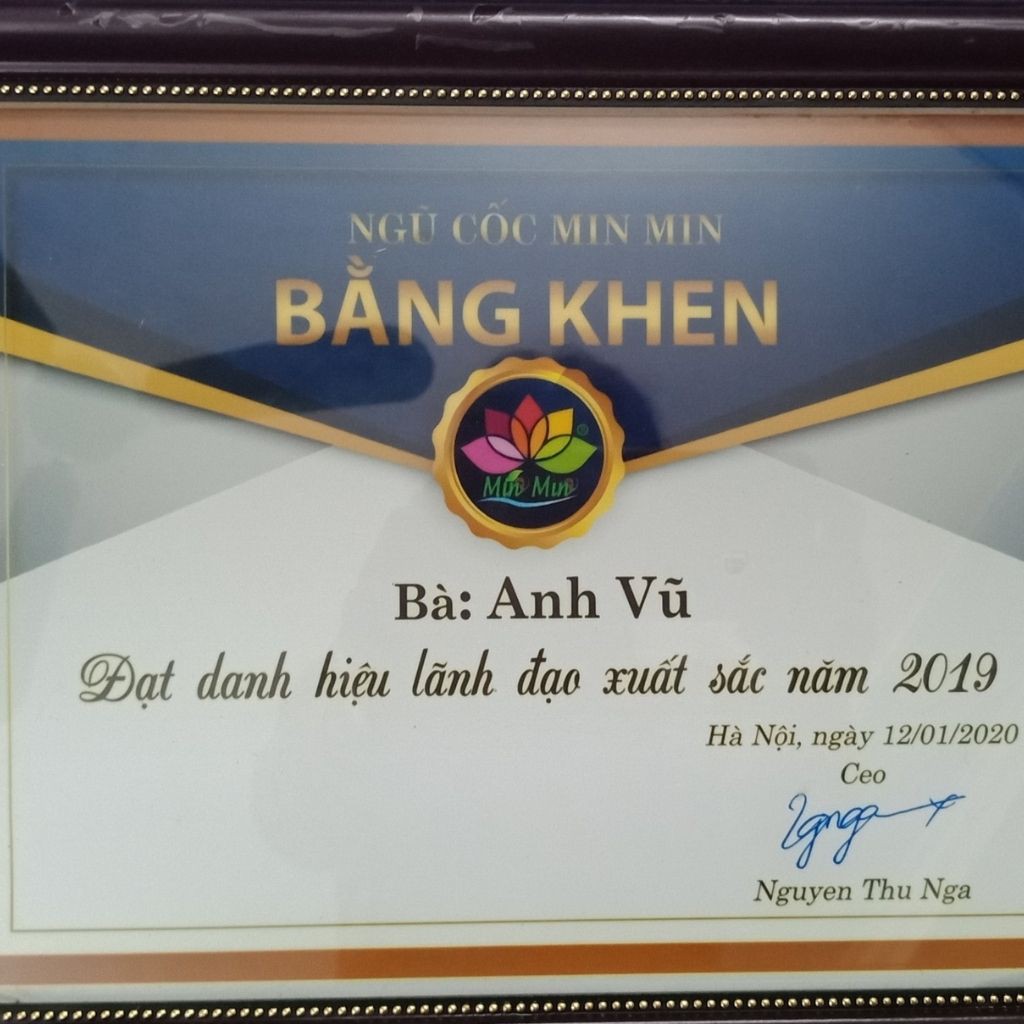 NGŨ CỐC MIN MIN
BẰNG KHEN
®
Min Min
Bà: Anh Vũ
Đạt danh hiệu lãnh đạo xuất sắc năm 2019
Hà Nội, ngày 12/01/2020
Ceo
Nguyen Thu Nga